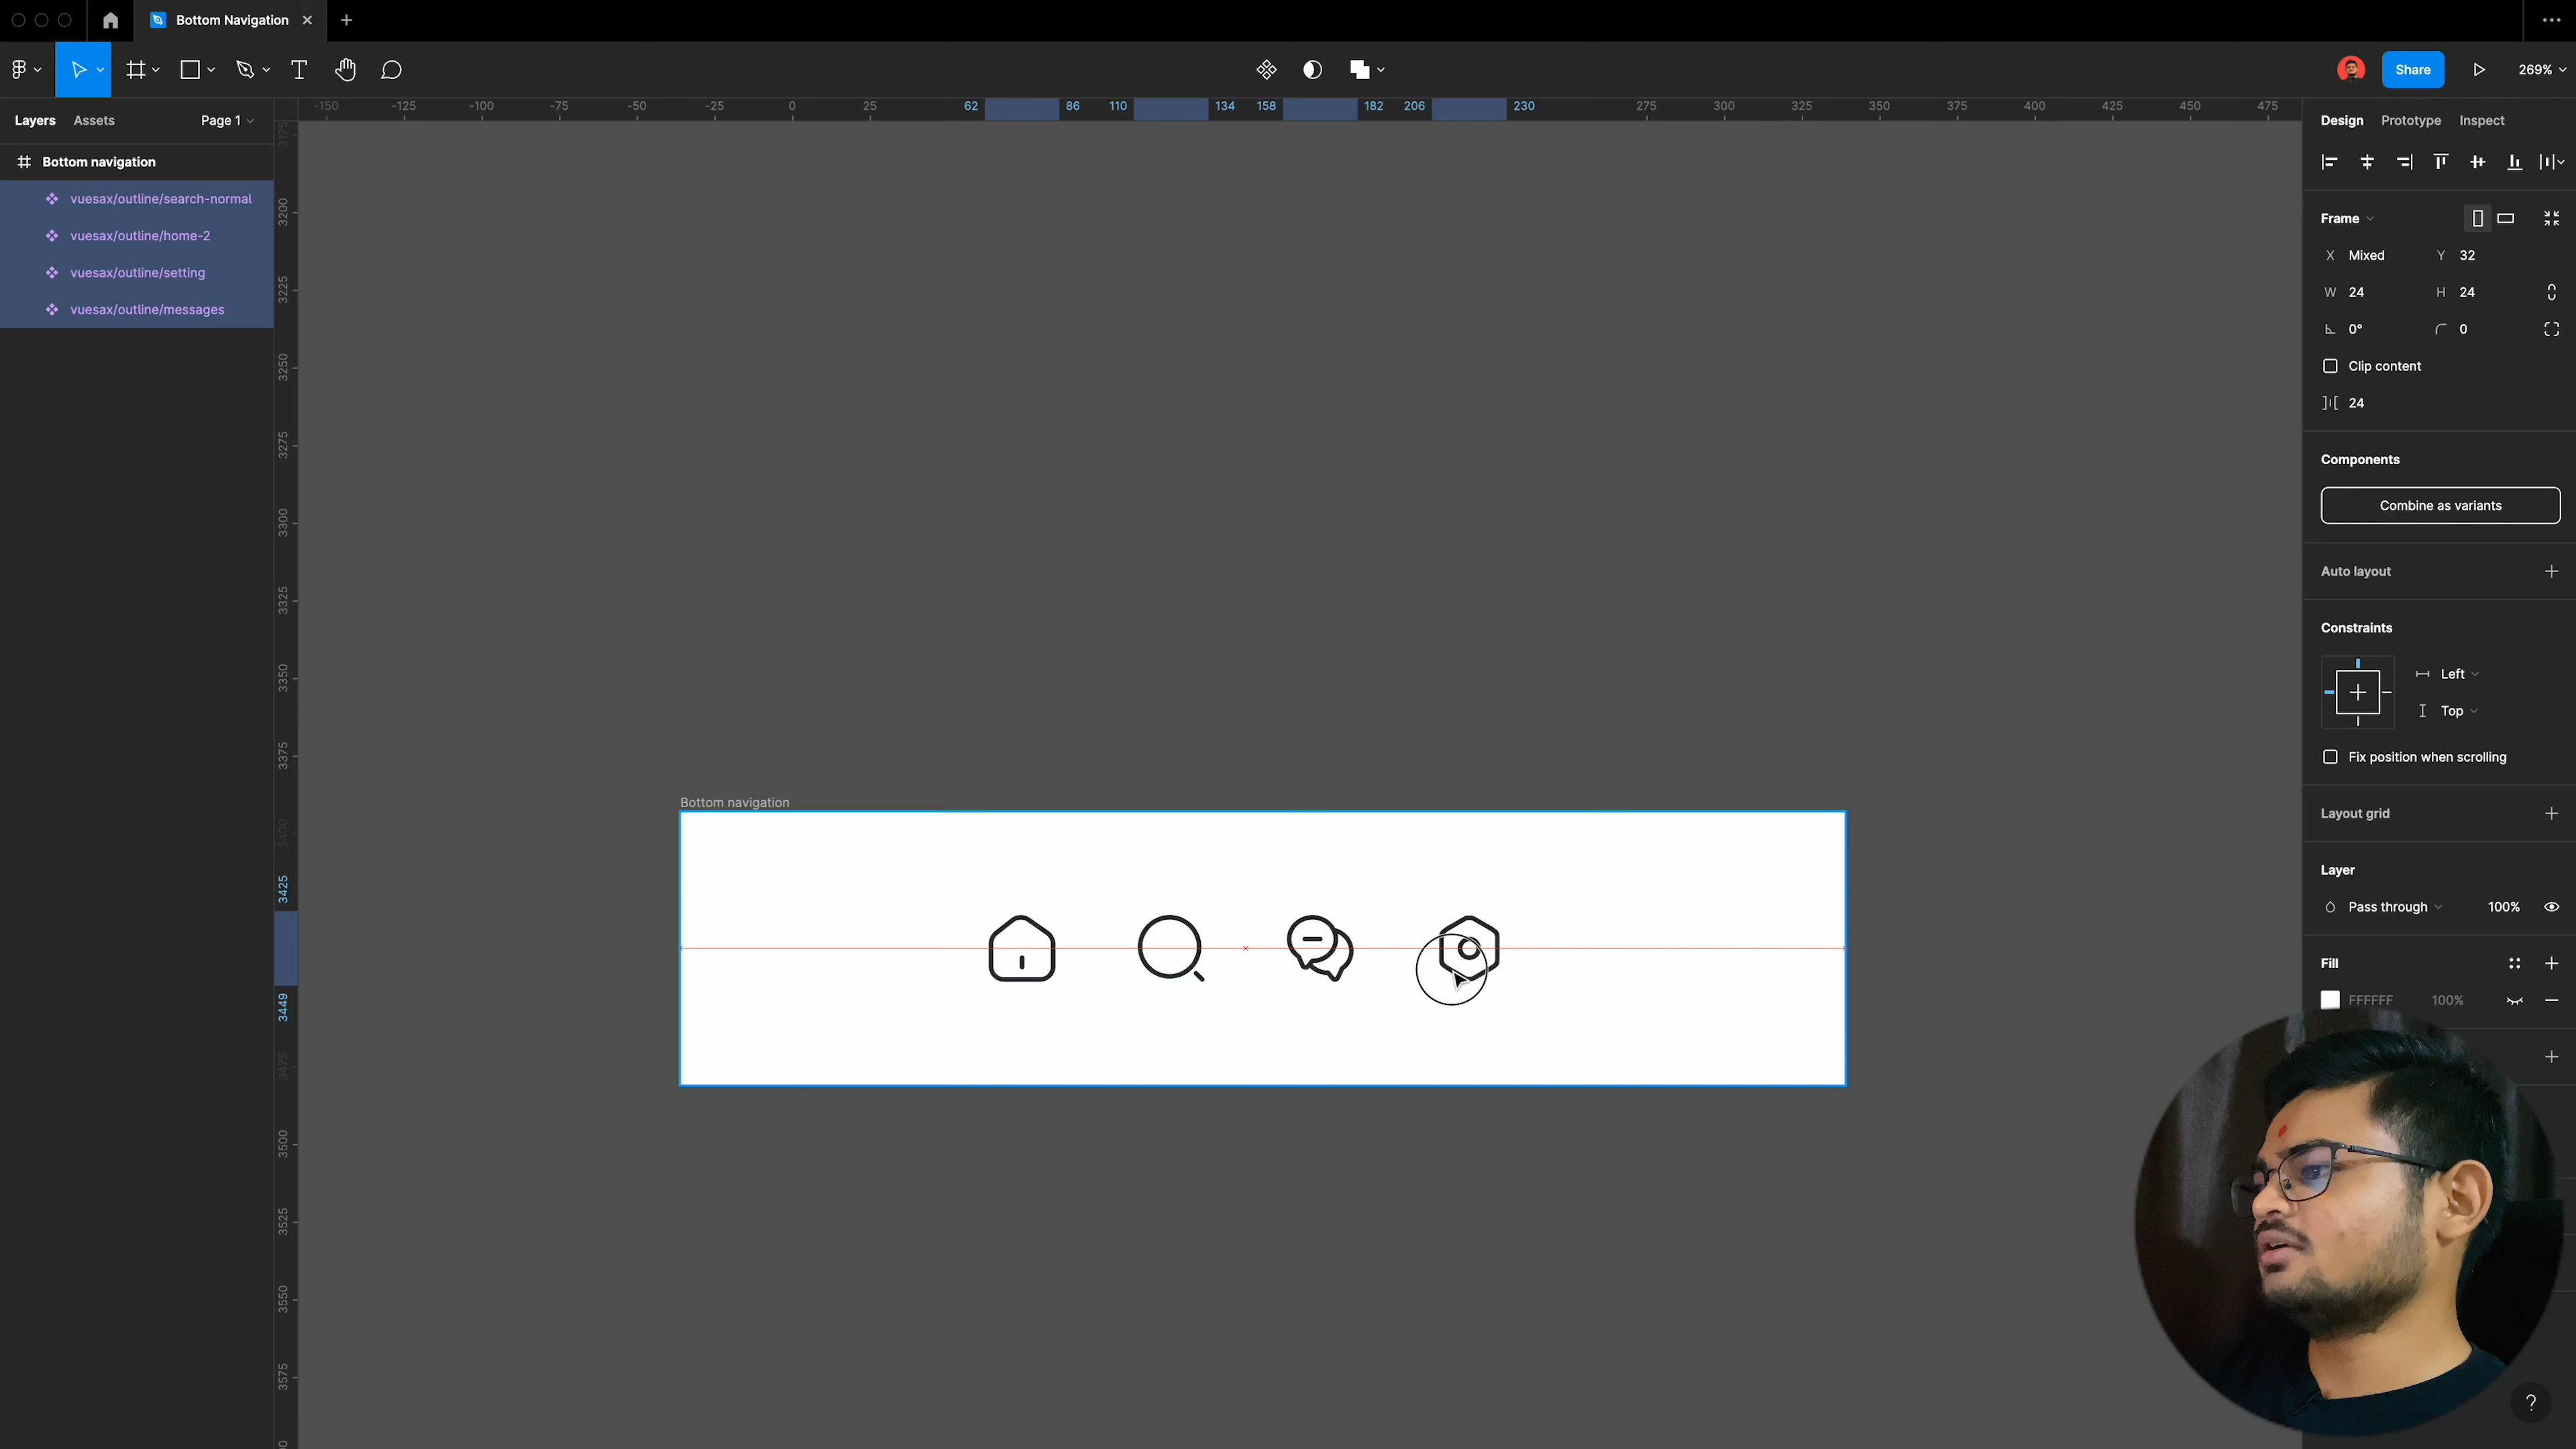 Bottom Navigation
Share
269%
Layers
Assets
Page 1
-150
-125
-100
-75
-50
-25
0
25
62
86
110
134
158
182
206
230
275
300
325
350
375
400
425
450
475
Design
Prototype
Inspect
Bottom navigation
vuesax/outline/search-normal
vuesax/outline/home-2
vuesax/outline/setting
vuesax/outline/messages
3175
3200
3225
3250
3275
3300
3325
3350
3375
3400
3425
3449
3475
3500
3525
3550
3575
Bottom navigation
Frame
X Mixed Y 32
W 24 H 24
0° 0
Clip content
24
Components
Combine as variants
Auto layout
Constraints
Left
Top
Fix position when scrolling
Layout grid
Layer
Pass through 100%
Fill
FFFFFF 100%
?